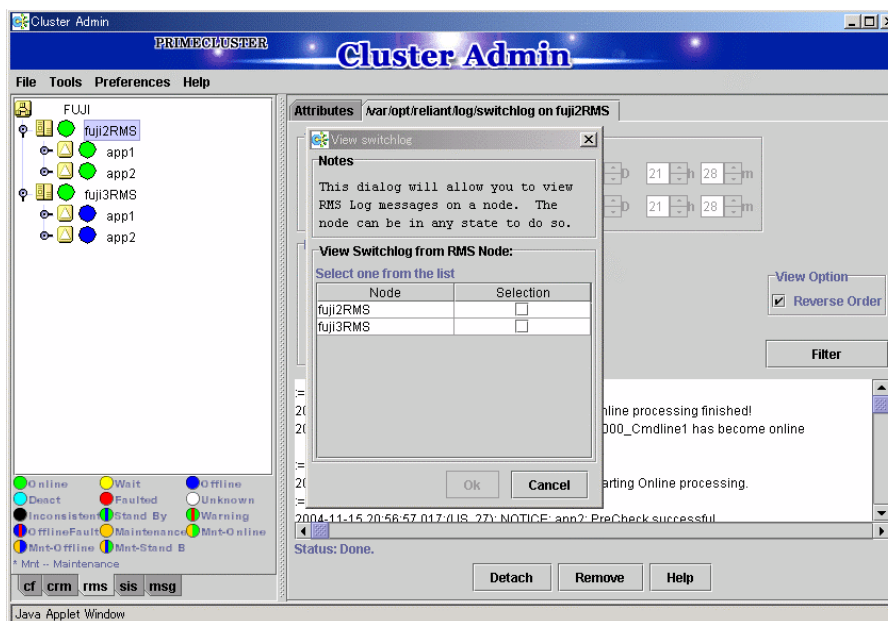 Cluster Admin
PRIMECLUSTER
Cluster Admin
File Tools Preferences Help
FUJI
fuji2RMS
app1
app2
fuji3RMS
app1
app2
Online Wait Offline
Deact Faulted Unknown
Inconsistent Stand By Warning
OfflineFault Maintenance Mnt-Online
Mnt-Offline Mnt-Stand B
* Mnt -- Maintenance
cf crm rms sis msg
Attributes /var/opt/reliant/log/switchlog on fuji2RMS
D 21 h 28 m
D 21 h 28 m
View switchlog
Notes
This dialog will allow you to view
RMS Log messages on a node. The
node can be in any state to do so.
View Switchlog from RMS Node:
Select one from the list
Node Selection
fuji2RMS
fuji3RMS
Ok Cancel
View Option
Reverse Order
Filter
nline processing finished!
000_Cmdline1 has become online
arting Online processing.
2004-11-15 20:56:57.017:(US, 27): NOTICE: app2: PreCheck successful
Status: Done.
Detach Remove Help
Java Applet Window